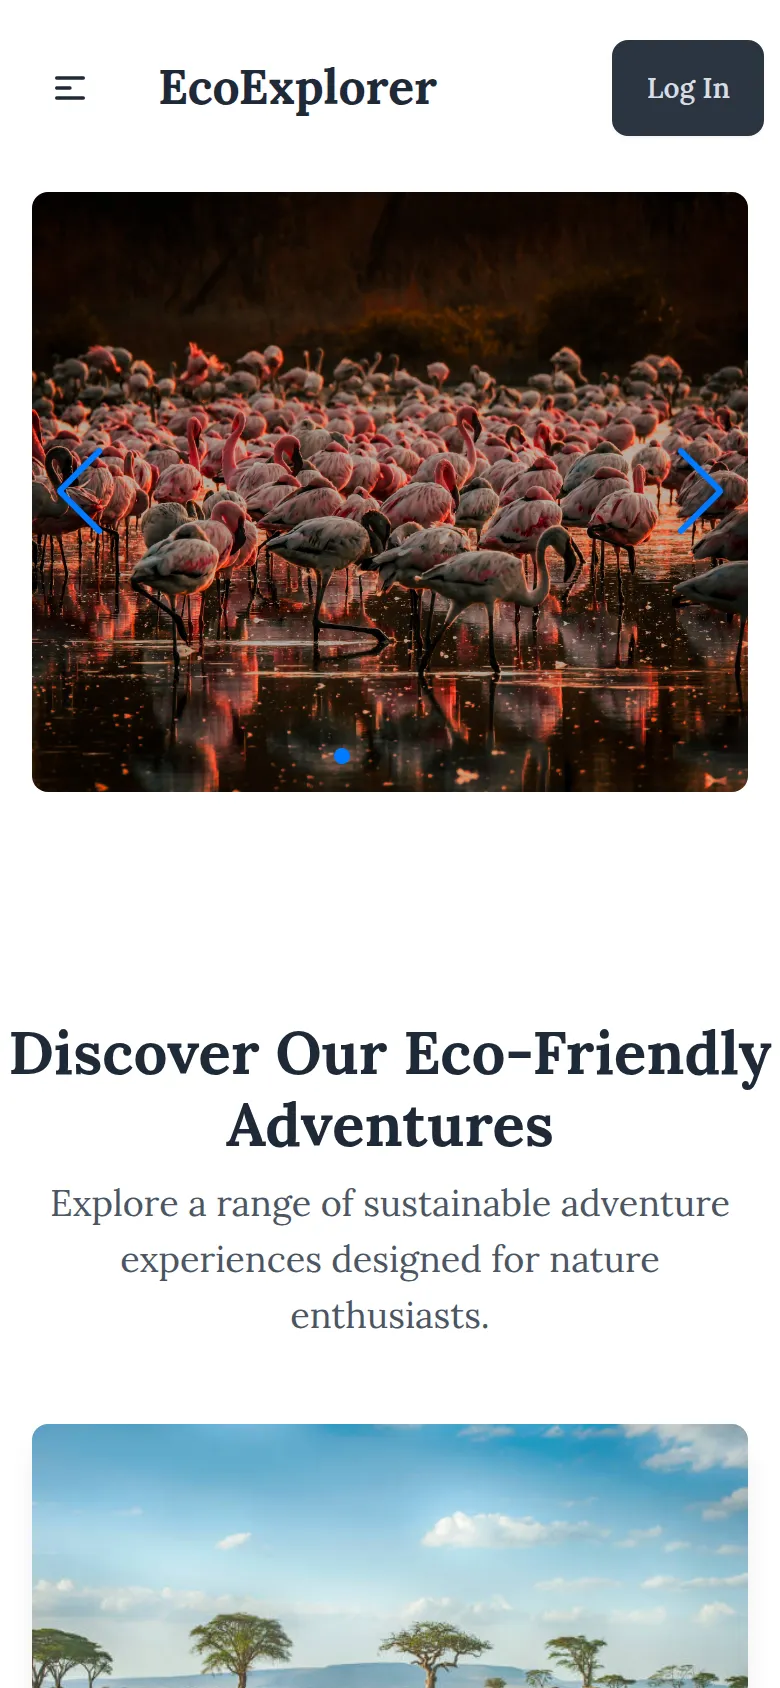 EcoExplorer
Log In
Discover Our Eco-Friendly
Adventures
Explore a range of sustainable adventure
experiences designed for nature
enthusiasts.